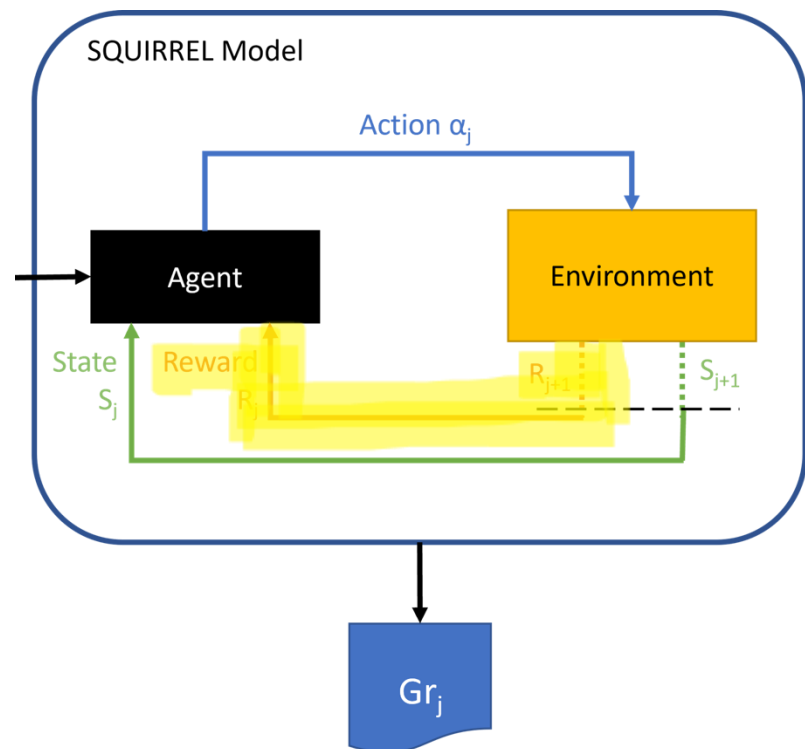 SQUIRREL Model
Action αj
Agent
Environment
State
Sj
Reward
Rj
Rj+1
Sj+1
Grj